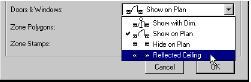 Doors & Windows:
Show on Plan
Zone Polygons:
Show with Dim.
Show on Plan
Zone Stamps:
Hide on Plan
Reflected Ceiling
Cancel
OK